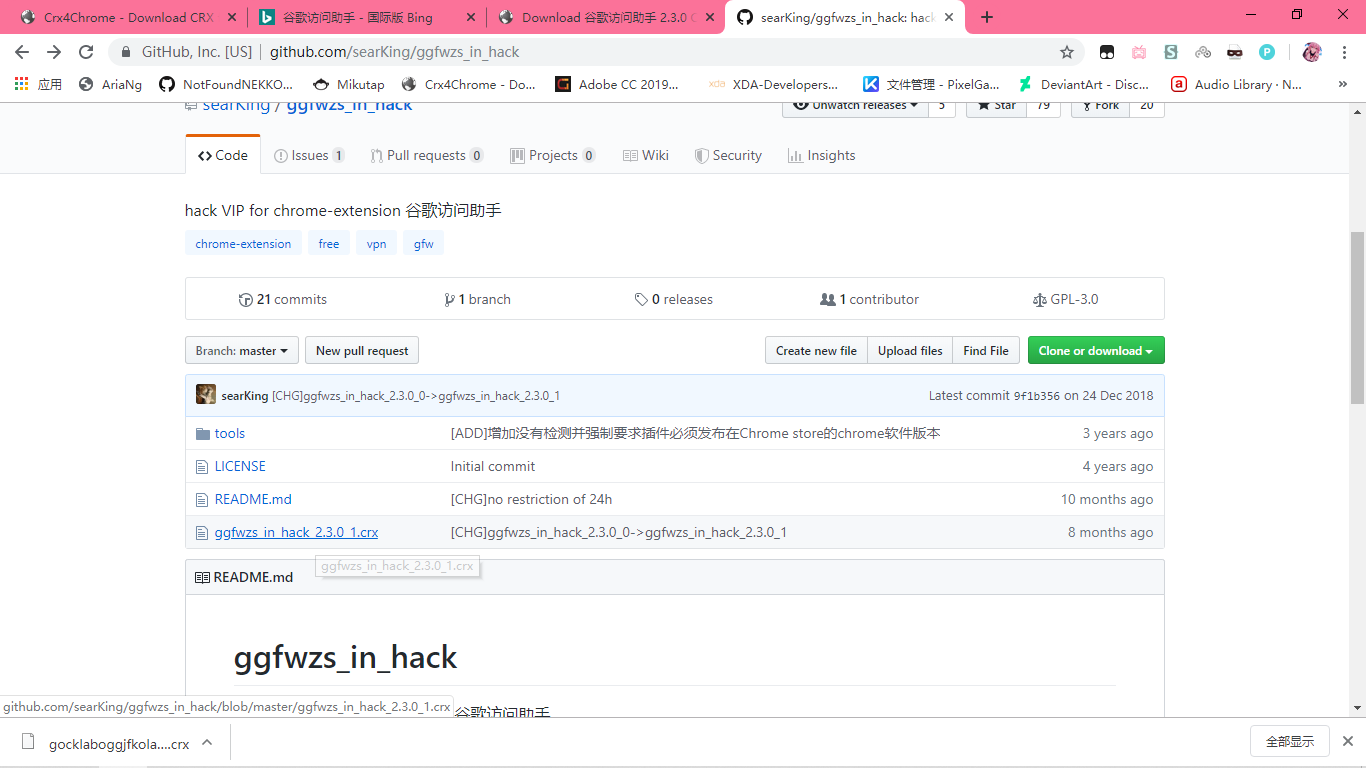 Crx4Chrome - Download CRX
谷歌访问助手 - 国际版 Bing
Download 谷歌访问助手 2.3.0 C
searKing/ggfwzs_in_hack: hack
GitHub, Inc. [US] | github.com/searKing/ggfwzs_in_hack
应用 AriaNg NotFoundNEKKO... Mikutap Crx4Chrome - Do... Adobe CC 2019... XDA-Developers... 文件管理 - PixelGa... DeviantArt - Disc... Audio Library · N... »
searKing / ggfwzs_in_hack
Unwatch releases 5 Star 79 Fork 20
Code Issues 1 Pull requests 0 Projects 0 Wiki Security Insights
hack VIP for chrome-extension 谷歌访问助手
chrome-extension free vpn gfw
21 commits 1 branch 0 releases 1 contributor GPL-3.0
Branch: master New pull request Create new file Upload files Find File Clone or download
searKing [CHG]ggfwzs_in_hack_2.3.0_0->ggfwzs_in_hack_2.3.0_1 Latest commit 9f1b356 on 24 Dec 2018
tools [ADD]增加没有检测并强制要求插件必须发布在Chrome store的chrome软件版本 3 years ago
LICENSE Initial commit 4 years ago
README.md [CHG]no restriction of 24h 10 months ago
ggfwzs_in_hack_2.3.0_1.crx [CHG]ggfwzs_in_hack_2.3.0_0->ggfwzs_in_hack_2.3.0_1 8 months ago
ggfwzs_in_hack_2.3.0_1.crx
README.md
ggfwzs_in_hack
谷歌访问助手
github.com/searKing/ggfwzs_in_hack/blob/master/ggfwzs_in_hack_2.3.0_1.crx
gocklaboggjfkola....crx 全部显示